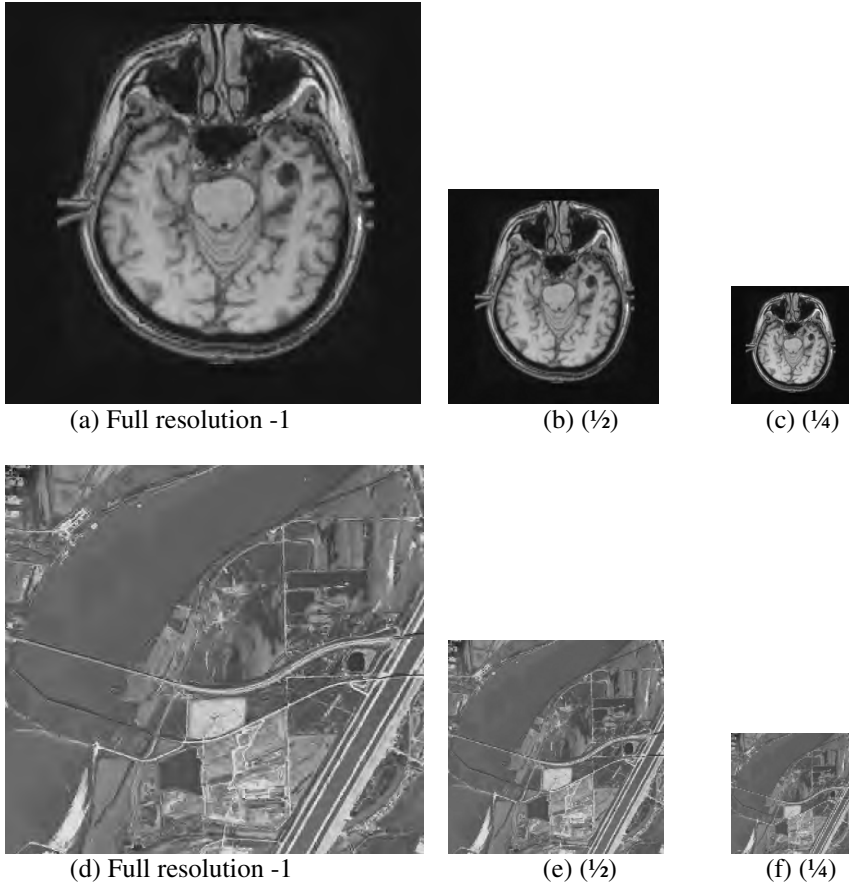 (a) Full resolution -1
(b) (½)
(c) (¼)
(d) Full resolution -1
(e) (½)
(f) (¼)